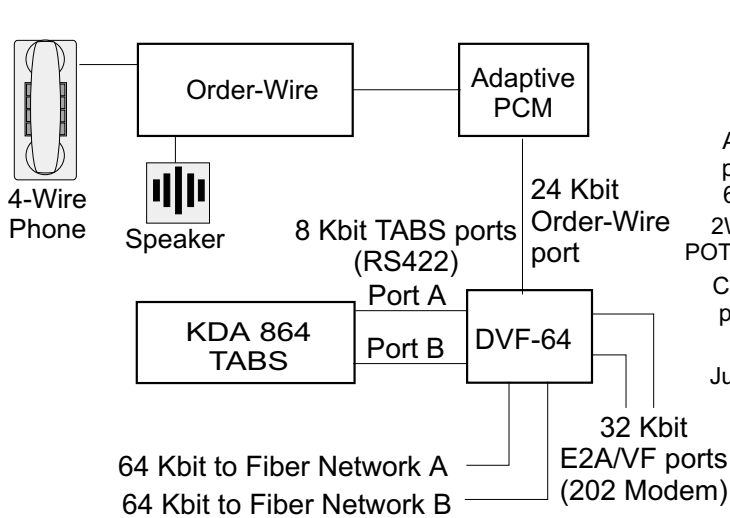 Order-Wire
Adaptive
PCM
4-Wire
Phone
Speaker
24 Kbit
Order-Wire
port
8 Kbit TABS ports
(RS422)
Port A
Port B
KDA 864
TABS
DVF-64
32 Kbit
E2A/VF ports
(202 Modem)
64 Kbit to Fiber Network A
64 Kbit to Fiber Network B